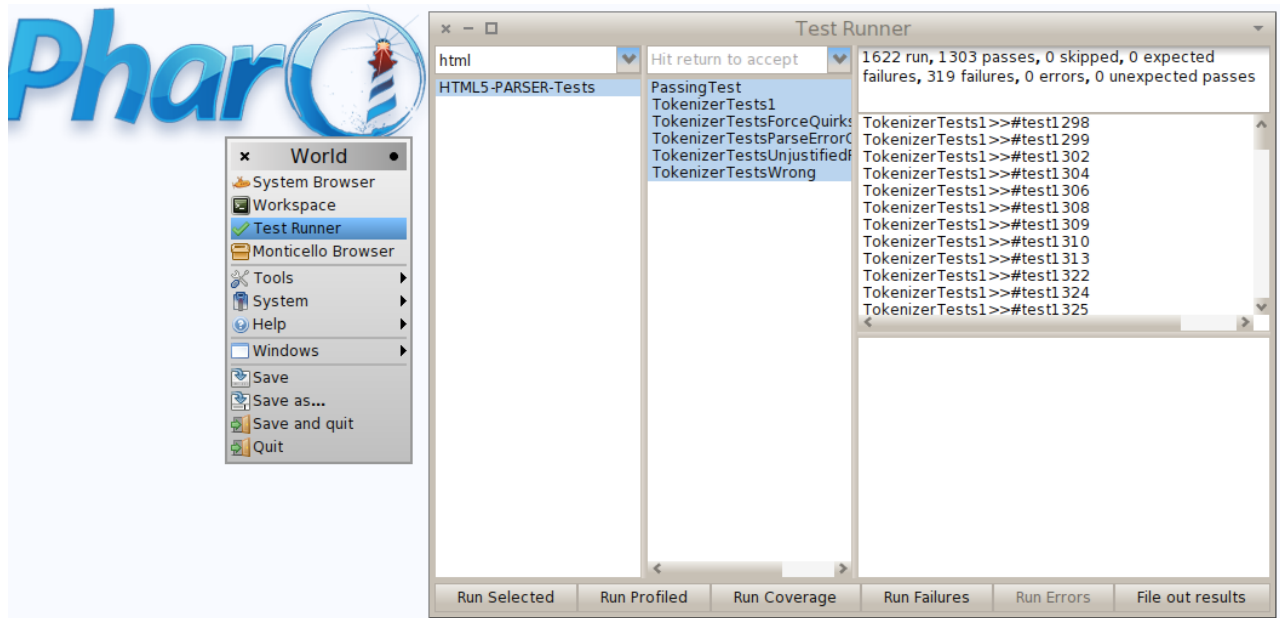 Pharo
World
System Browser
Workspace
Test Runner
Monticello Browser
Tools
System
Help
Windows
Save
Save as...
Save and quit
Quit
Test Runner
html
HTML5-PARSER-Tests
Hit return to accept
PassingTest
TokenizerTests1
TokenizerTestsForceQuirks
TokenizerTestsParseError
TokenizerTestsUnjustified
TokenizerTestsWrong
1622 run, 1303 passes, 0 skipped, 0 expected
failures, 319 failures, 0 errors, 0 unexpected passes
TokenizerTests1>>#test1298
TokenizerTests1>>#test1299
TokenizerTests1>>#test1302
TokenizerTests1>>#test1304
TokenizerTests1>>#test1306
TokenizerTests1>>#test1308
TokenizerTests1>>#test1309
TokenizerTests1>>#test1310
TokenizerTests1>>#test1313
TokenizerTests1>>#test1322
TokenizerTests1>>#test1324
TokenizerTests1>>#test1325
Run Selected
Run Profiled
Run Coverage
Run Failures
Run Errors
File out results